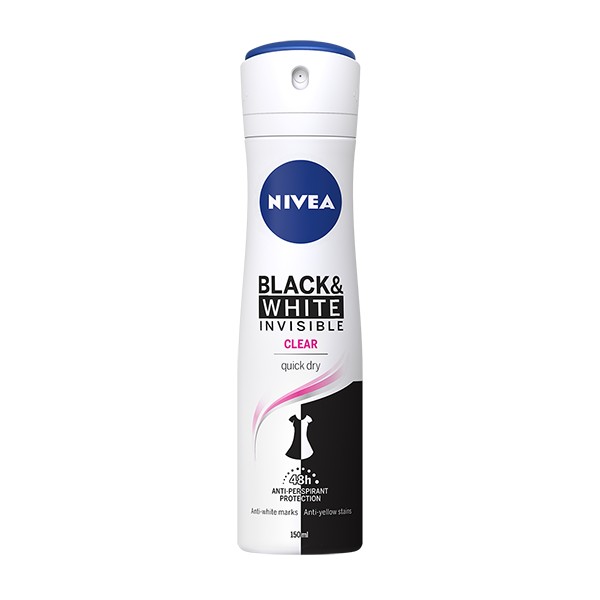 NIVEA
BLACK&
WHITE
INVISIBLE
CLEAR
quick dry
48h
ANTI-PERSPIRANT
PROTECTION
Anti-white marks Anti-yellow stains
150ml